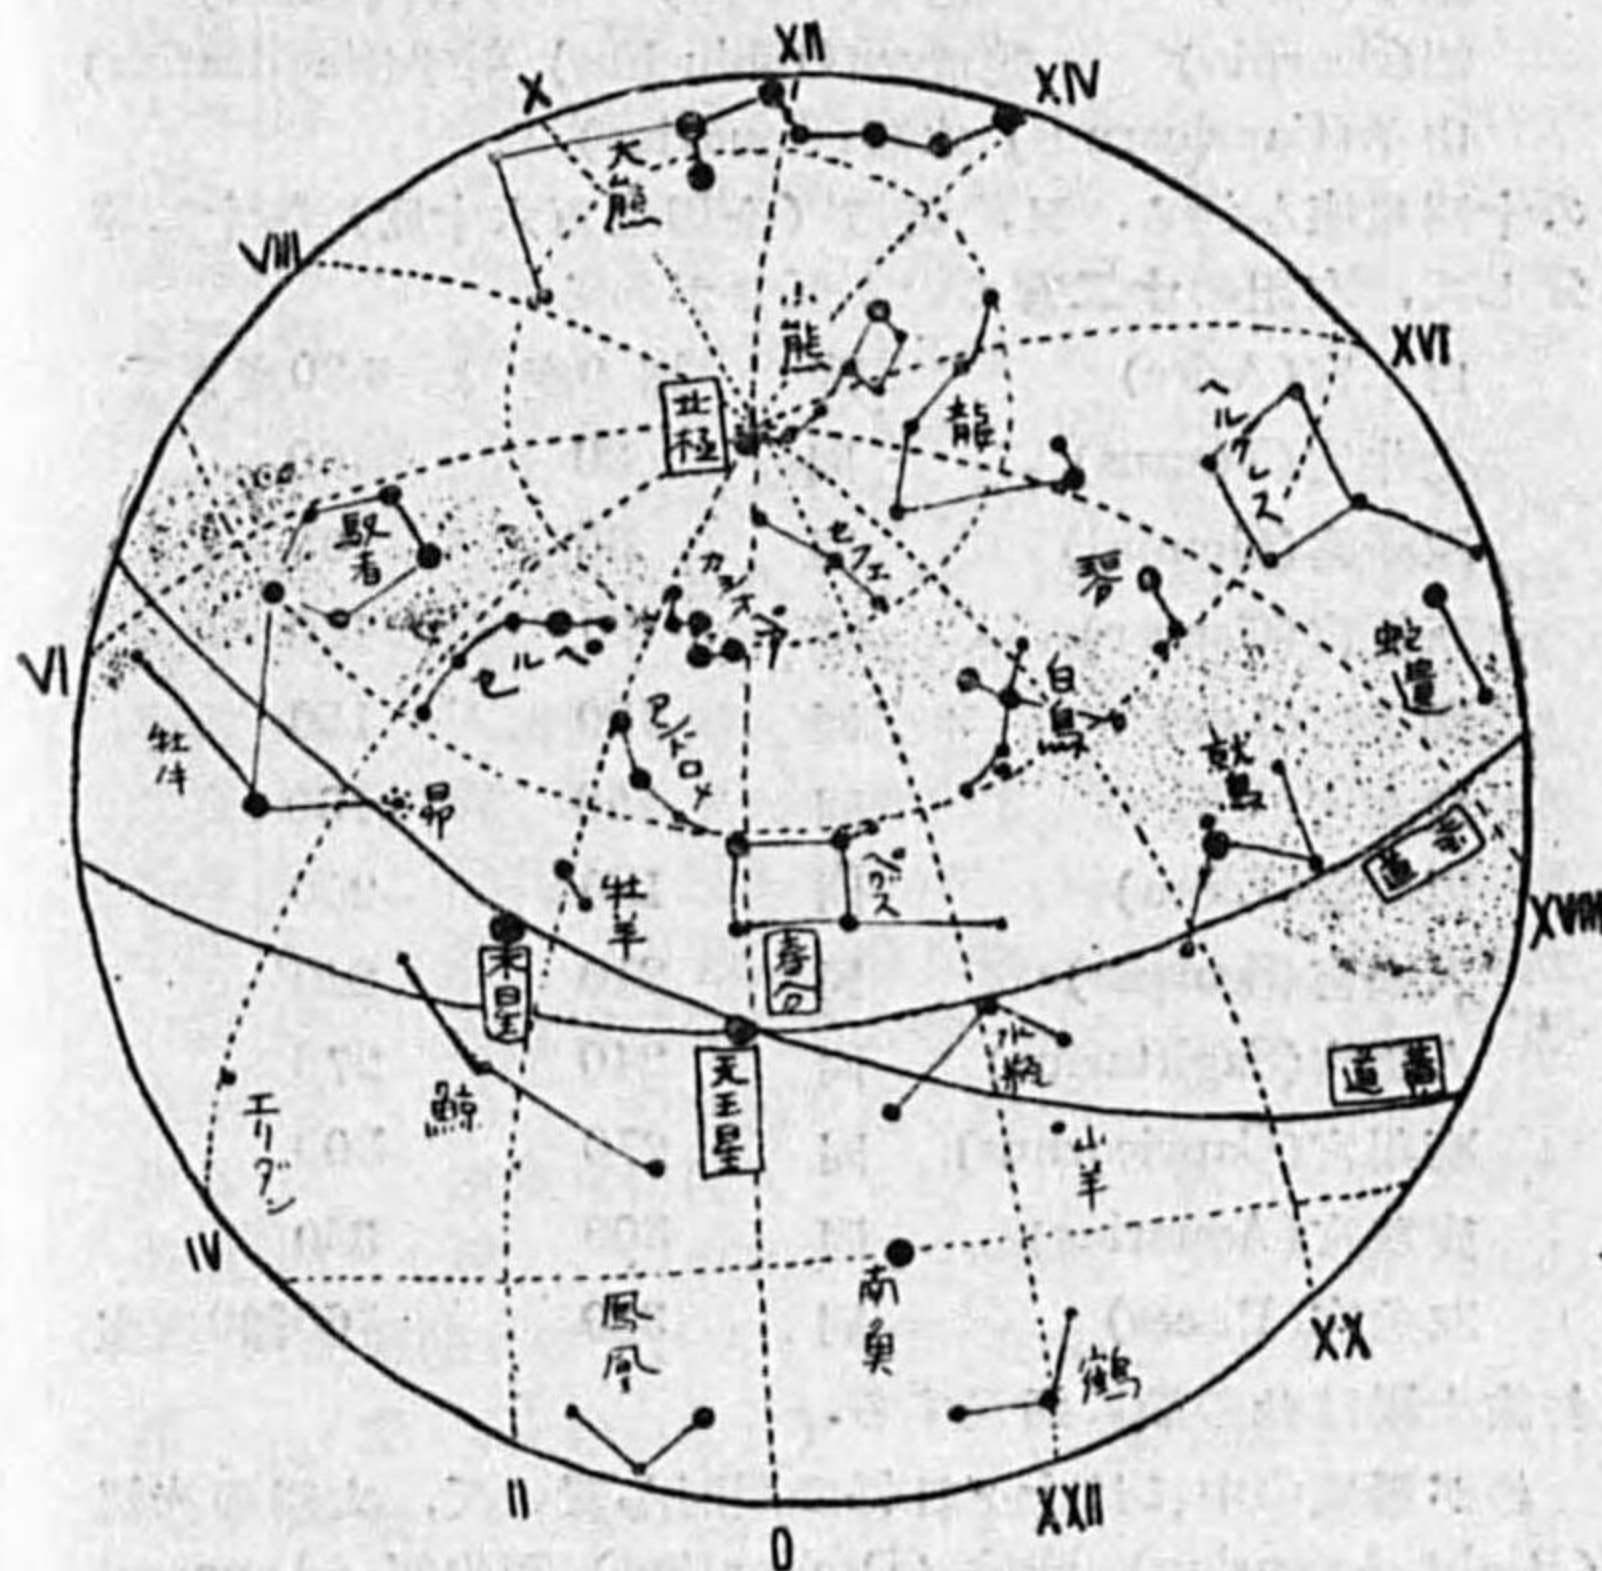 XII
X
XIV
大熊
VIII
小熊
XVI
北極
龍
ヘルクレス
馭者
カシオペ
セフェ
琴
ペルセ
蛇遣
VI
アンドロメ
白鳥
牡牛
昴
鷲
牡羊
ペガス
赤道
XVIII
木星
春分
天王星
水瓶
黄道
鯨
エリダン
山羊
IV
南魚
鳳凰
鶴
XX
II
XXII
0